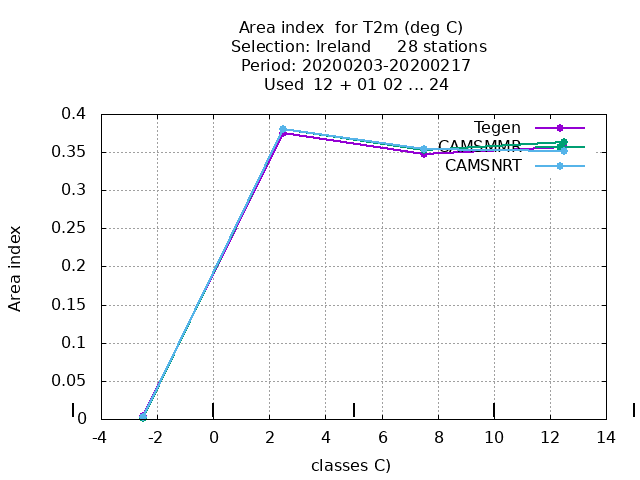 Area index  for T2m (deg C)
Selection: Ireland     28 stations
Period: 20200203-20200217
Used  12 + 01 02 ... 24
Tegen
CAMSMMR
CAMSNRT
0.4
0.35
0.3
0.25
0.2
0.15
0.1
0.05
0
Area index
-4 -2 0 2 4 6 8 10 12 14
classes C)